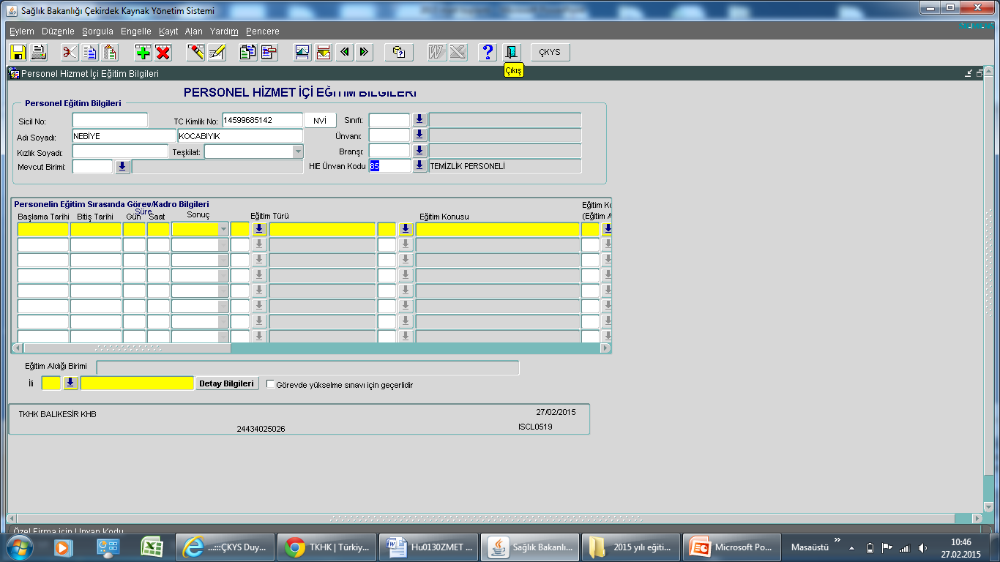 Sağlık Bakanlığı Çekirdek Kaynak Yönetim Sistemi
Eylem Düzenle Sorgula Engelle Kayıt Alan Yardım Pencere
ÇKYS
Çıkış
Personel Hizmet İçi Eğitim Bilgileri
PERSONEL HİZMET İÇİ EĞİTİM BİLGİLERİ
Personel Eğitim Bilgileri
Sicil No: TC Kimlik No: 14599685142 NVİ Sınıfı:
Adı Soyadı: NEBİYE KOCABIYIK Ünvanı:
Kızlık Soyadı: Teşkilat: Branşı:
Mevcut Birimi: HIE Ünvan Kodu 85 TEMİZLİK PERSONELİ
Personelin Eğitim Sırasında Görev/Kadro Bilgileri
Süre
Eğitim Ko
Başlama Tarihi Bitiş Tarihi Gün Saat Sonuç Eğitim Türü Eğitim Konusu (Eğitim A
Eğitim Aldığı Birimi
İli Detay Bilgileri Görevde yükselme sınavı için geçerlidir
TKHK BALIKESİR KHB 27/02/2015
24434025026 ISCL0519
Özel Firma için Ünvan Kodu
...:::ÇKYS Duy... TKHK | Türkiy... Hu0130ZMET ... Sağlık Bakanlı... 2015 yılı eğiti... Microsoft Po... Masaüstü 10:46
27.02.2015